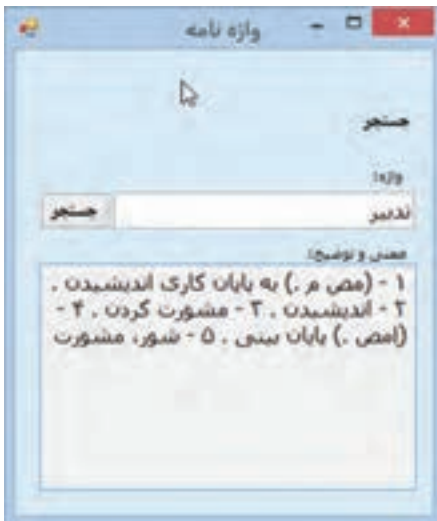 واژه نامه
جستجو
واژه:
تدبیر
جستجو
معنی و توضیح:
۱ - (مص م .) به پایان کاری اندیشیدن .
۲ - اندیشیدن . ۳ - مشورت کردن . ۴ -
(امص .) پایان بینی . ۵ - شور، مشورت